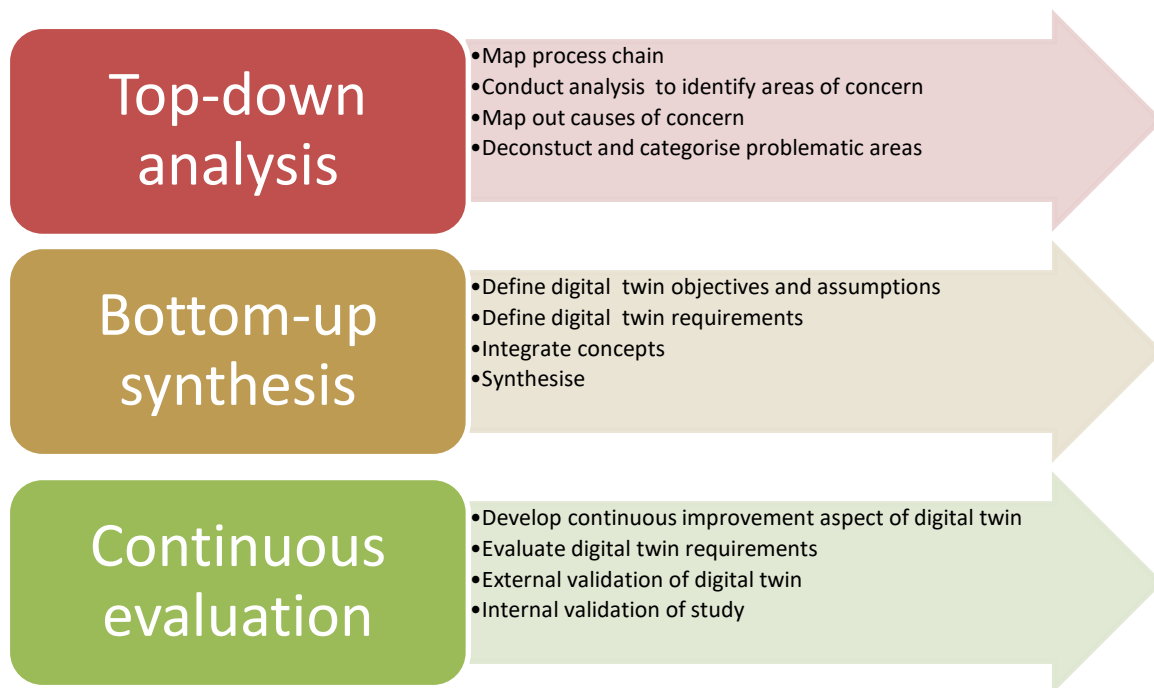 Top-down
analysis
•Map process chain
•Conduct analysis to identify areas of concern
•Map out causes of concern
•Deconstuct and categorise problematic areas
Bottom-up
synthesis
•Define digital twin objectives and assumptions
•Define digital twin requirements
•Integrate concepts
•Synthesise
Continuous
evaluation
•Develop continuous improvement aspect of digital twin
•Evaluate digital twin requirements
•External validation of digital twin
•Internal validation of study